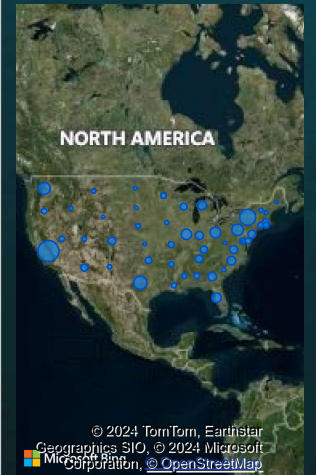 NORTH AMERICA
© 2024 TomTom, Earthstar
Geographics SIO, © 2024 Microsoft
Corporation, © OpenStreetMap
Microsoft Bing